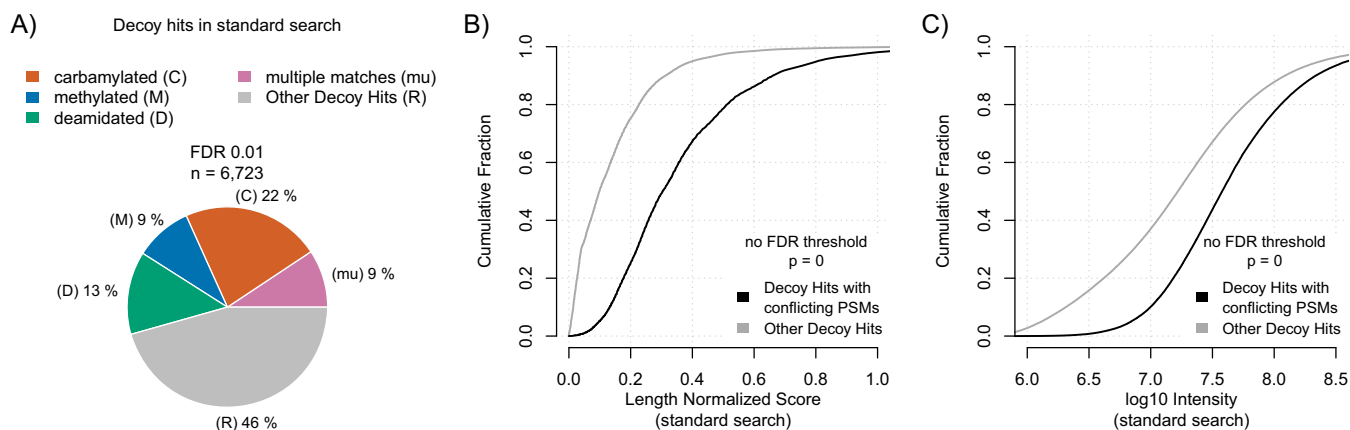 A)
Decoy hits in standard search
carbamylated (C)
methylated (M)
deamidated (D)
multiple matches (mu)
Other Decoy Hits (R)
FDR 0.01
n = 6,723
(C) 22 %
(M) 9 %
(mu) 9 %
(D) 13 %
(R) 46 %
B)
Cumulative Fraction
1.0
0.8
0.6
0.4
0.2
0.0
no FDR threshold
p = 0
Decoy Hits with
conflicting PSMs
Other Decoy Hits
0.0 0.2 0.4 0.6 0.8 1.0
Length Normalized Score
(standard search)
C)
Cumulative Fraction
1.0
0.8
0.6
0.4
0.2
0.0
no FDR threshold
p = 0
Decoy Hits with
conflicting PSMs
Other Decoy Hits
6.0 6.5 7.0 7.5 8.0 8.5
log10 Intensity
(standard search)